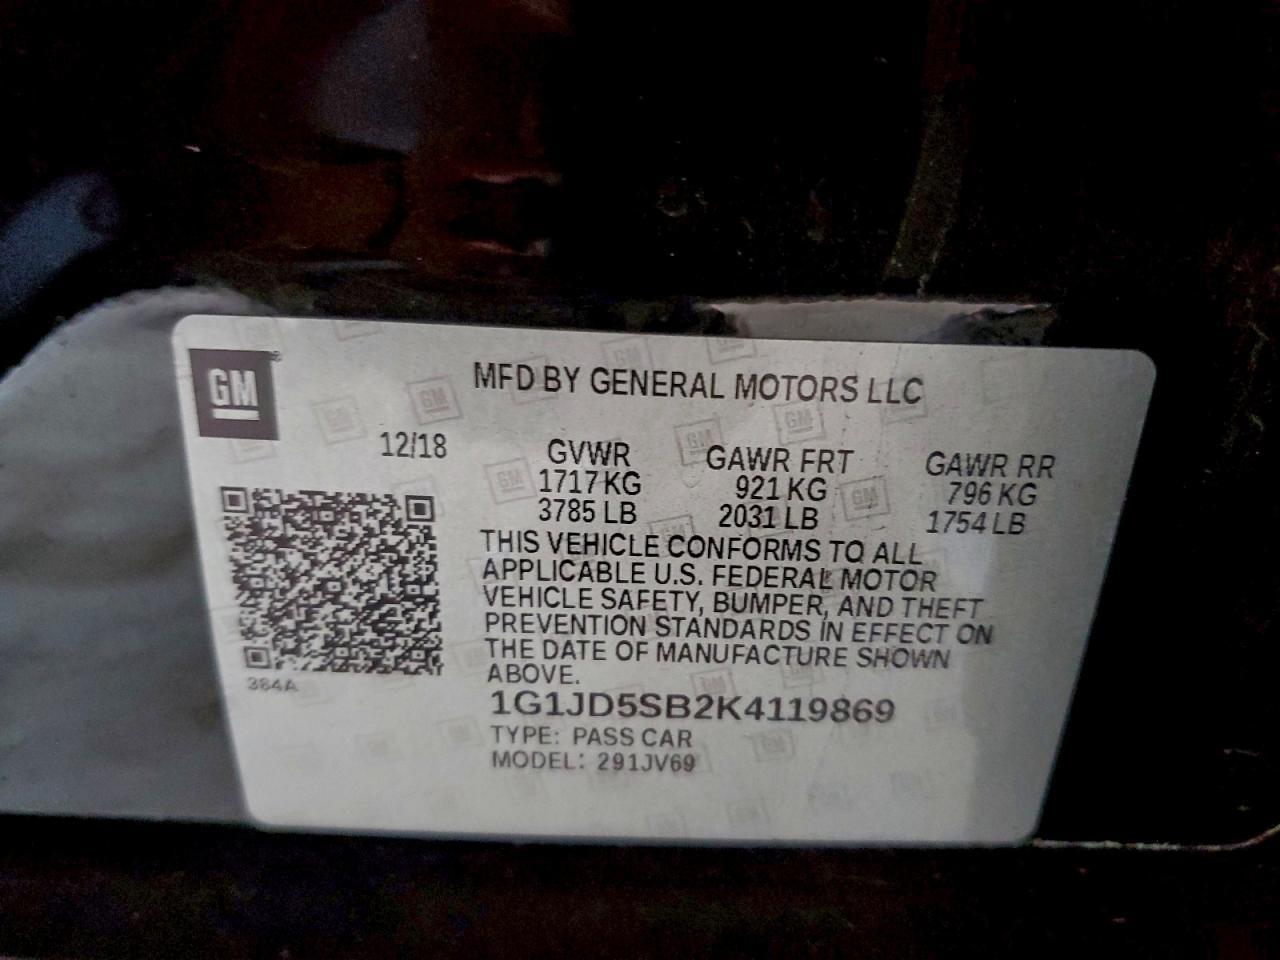 GM
MFD BY GENERAL MOTORS LLC
12/18
GVWR
1717 KG
3785 LB
GAWR FRT
921 KG
2031 LB
GAWR RR
796 KG
1754 LB
THIS VEHICLE CONFORMS TO ALL
APPLICABLE U.S. FEDERAL MOTOR
VEHICLE SAFETY, BUMPER, AND THEFT
PREVENTION STANDARDS IN EFFECT ON
THE DATE OF MANUFACTURE SHOWN
ABOVE.
384A
1G1JD5SB2K4119869
TYPE: PASS CAR
MODEL: 291JV69